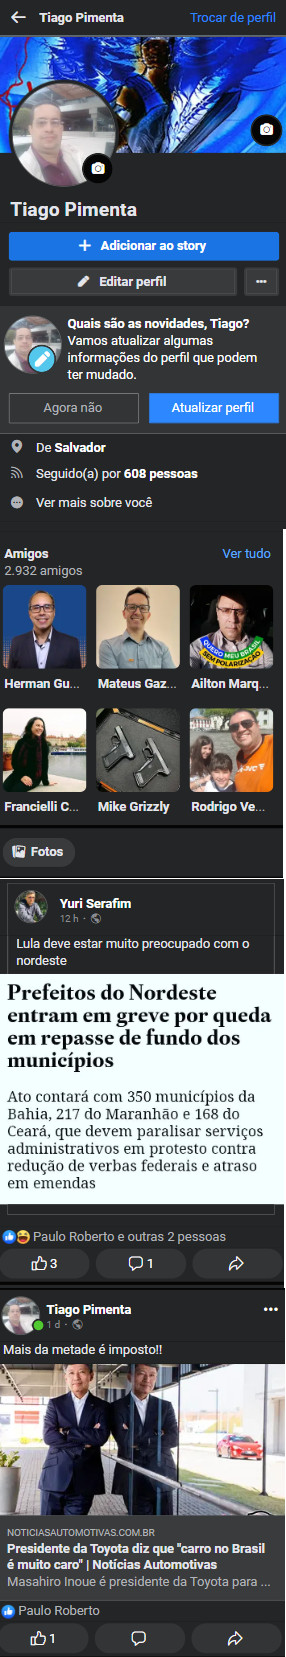 Tiago Pimenta
Trocar de perfil
Tiago Pimenta
Adicionar ao story
Editar perfil
Quais são as novidades, Tiago?
Vamos atualizar algumas
informações do perfil que podem
ter mudado.
Agora não
Atualizar perfil
De Salvador
Seguido(a) por 608 pessoas
Ver mais sobre você
Amigos
Ver tudo
2.932 amigos
QUERO MEU BRASIL
SEM POLARIZAÇÃO
Herman Gu...
Mateus Gaz...
Ailton Marq...
Francielli C...
Mike Grizzly
Rodrigo Ve...
Fotos
Yuri Serafim
12 h ·
Lula deve estar muito preocupado com o
nordeste
Prefeitos do Nordeste
entram em greve por queda
em repasse de fundo dos
municípios
Ato contará com 350 municípios da
Bahia, 217 do Maranhão e 168 do
Ceará, que devem paralisar serviços
administrativos em protesto contra
redução de verbas federais e atraso
em emendas
Paulo Roberto e outras 2 pessoas
3
1
Tiago Pimenta
1 d ·
Mais da metade é imposto!!
NOTICIASAUTOMOTIVAS.COM.BR
Presidente da Toyota diz que "carro no Brasil
é muito caro" | Notícias Automotivas
Masahiro Inoue é presidente da Toyota para ...
Paulo Roberto
1